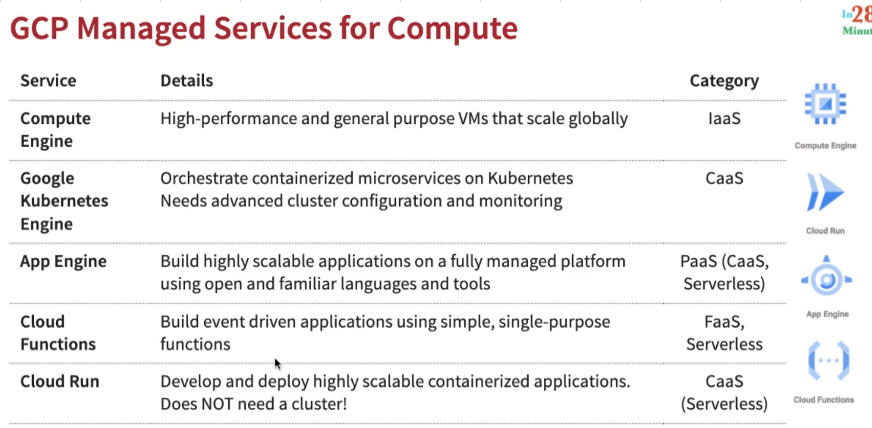 GCP Managed Services for Compute
In28
Minut
Service Details Category
Compute Engine High-performance and general purpose VMs that scale globally IaaS
Google Kubernetes Engine Orchestrate containerized microservices on Kubernetes
Needs advanced cluster configuration and monitoring CaaS
App Engine Build highly scalable applications on a fully managed platform
using open and familiar languages and tools PaaS (CaaS, Serverless)
Cloud Functions Build event driven applications using simple, single-purpose
functions FaaS, Serverless
Cloud Run Develop and deploy highly scalable containerized applications.
Does NOT need a cluster! CaaS (Serverless)
Compute Engine
Cloud Run
App Engine
Cloud Functions